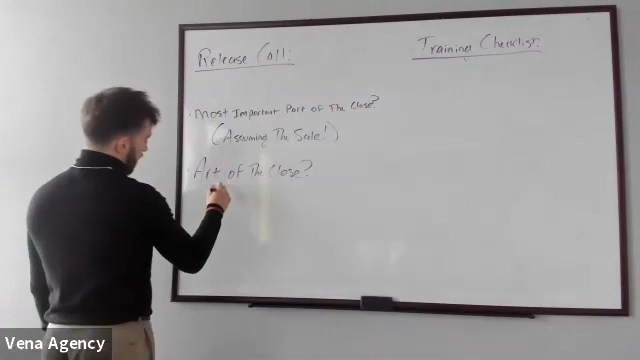 Release Call:
Training Checklist:
· Most Important Part of The Close?
(Assuming The Sale!)
· Art of The Close?
Vena Agency